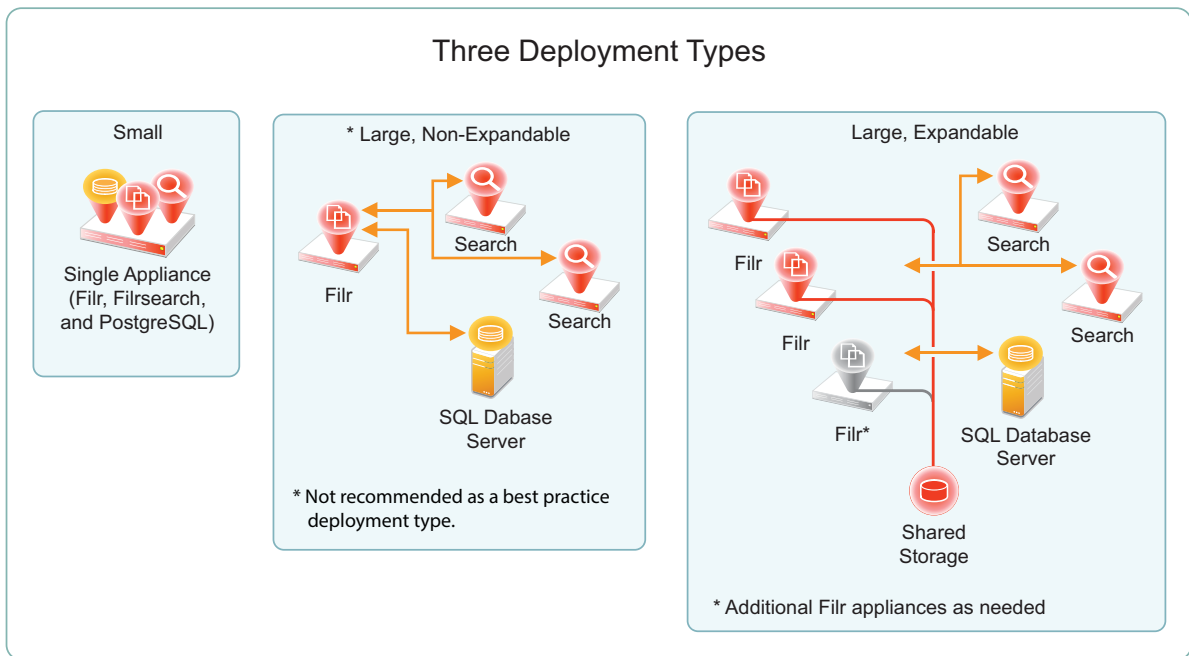 Three Deployment Types
Small
Single Appliance
(Filr, Filrsearch,
and PostgreSQL)
* Large, Non-Expandable
Search
Filr
Search
SQL Dabase
Server
* Not recommended as a best practice
deployment type.
Large, Expandable
Search
Filr
Search
Filr
Filr*
SQL Database
Server
Shared
Storage
* Additional Filr appliances as needed